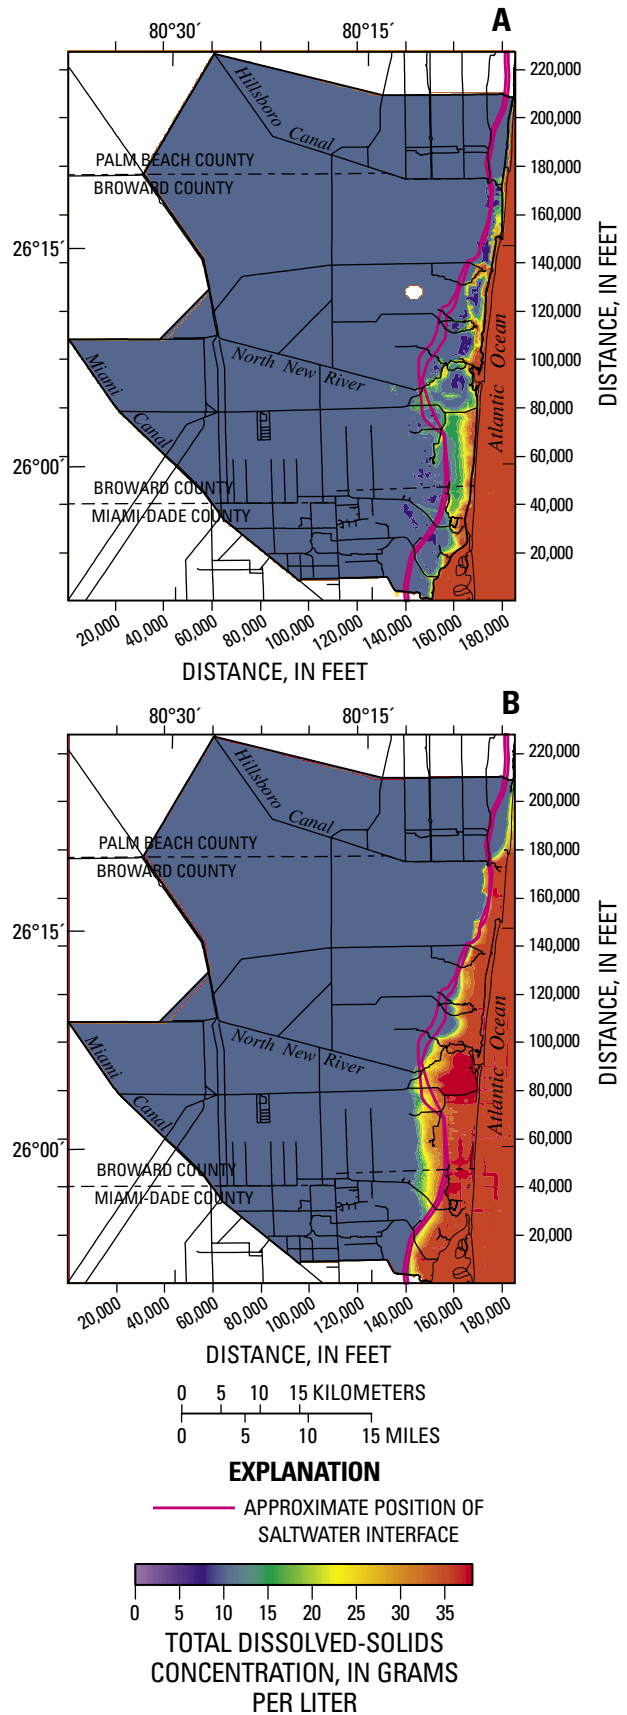 A
80°30´
80°15´
220,000
200,000
180,000
160,000
140,000
120,000
100,000
80,000
60,000
40,000
20,000
DISTANCE, IN FEET
Hillsboro Canal
PALM BEACH COUNTY
BROWARD COUNTY
26°15´
North New River
Miami Canal
Atlantic Ocean
26°00´
BROWARD COUNTY
MIAMI-DADE COUNTY
20,000 40,000 60,000 80,000 100,000 120,000 140,000 160,000 180,000
DISTANCE, IN FEET
B
80°30´
80°15´
220,000
200,000
180,000
160,000
140,000
120,000
100,000
80,000
60,000
40,000
20,000
DISTANCE, IN FEET
Hillsboro Canal
PALM BEACH COUNTY
BROWARD COUNTY
26°15´
North New River
Miami Canal
Atlantic Ocean
26°00´
BROWARD COUNTY
MIAMI-DADE COUNTY
20,000 40,000 60,000 80,000 100,000 120,000 140,000 160,000 180,000
DISTANCE, IN FEET
0 5 10 15 KILOMETERS
0 5 10 15 MILES
EXPLANATION
APPROXIMATE POSITION OF
SALTWATER INTERFACE
0 5 10 15 20 25 30 35
TOTAL DISSOLVED-SOLIDS
CONCENTRATION, IN GRAMS
PER LITER